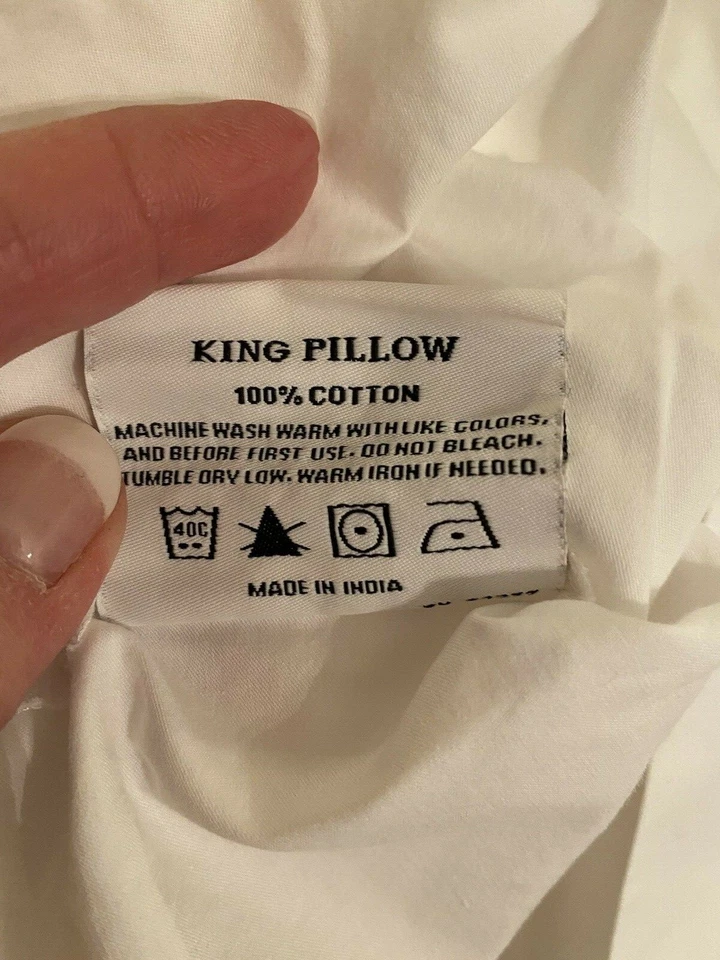 KING PILLOW
100% COTTON
MACHINE WASH WARM WITH LIKE COLORS,
AND BEFORE FIRST USE. DO NOT BLEACH.
TUMBLE DRY LOW. WARM IRON IF NEEDED.
40C
MADE IN INDIA